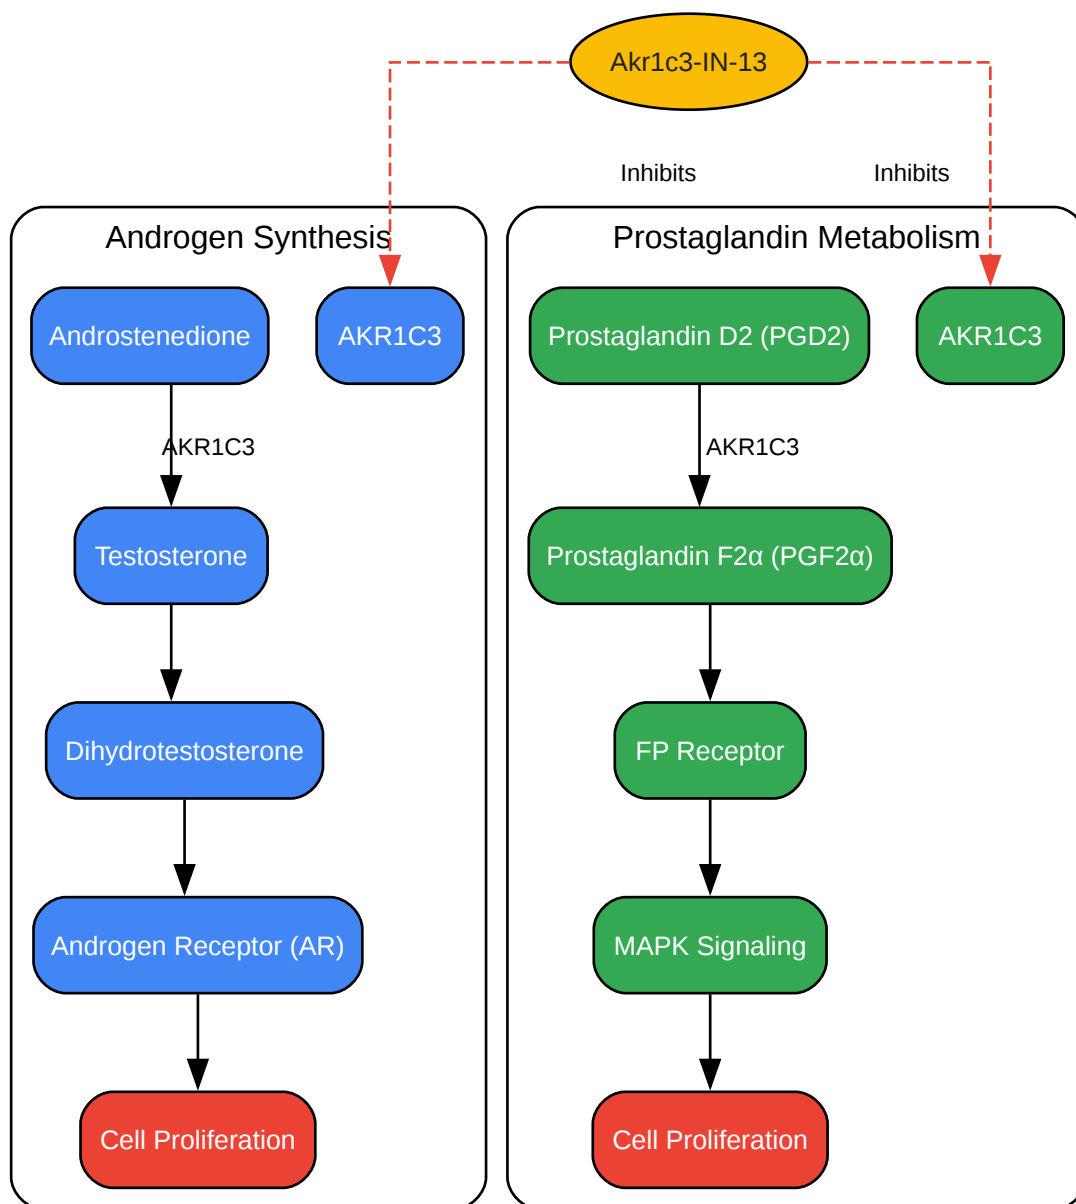 Akr1c3-IN-13
Inhibits
Inhibits
Androgen Synthesis
Prostaglandin Metabolism
Androstenedione
AKR1C3
Prostaglandin D2 (PGD2)
AKR1C3
AKR1C3
AKR1C3
Testosterone
Prostaglandin F2α (PGF2α)
Dihydrotestosterone
FP Receptor
Androgen Receptor (AR)
MAPK Signaling
Cell Proliferation
Cell Proliferation